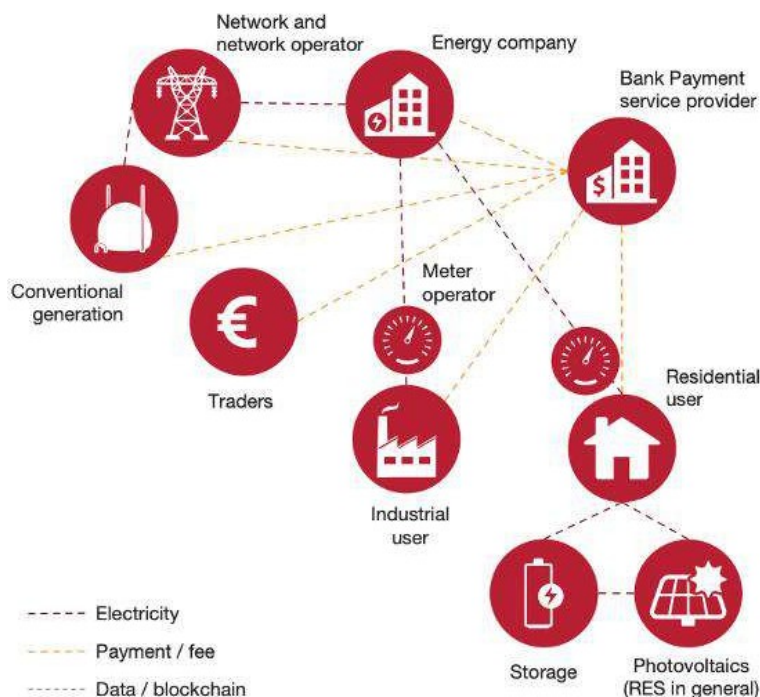 Network and
network operator
Energy company
Bank Payment
service provider
$
Conventional
generation
€
Traders
Meter
operator
Residential
user
Industrial
user
Electricity
Payment / fee
Data / blockchain
Storage
Photovoltaics
(RES in general)